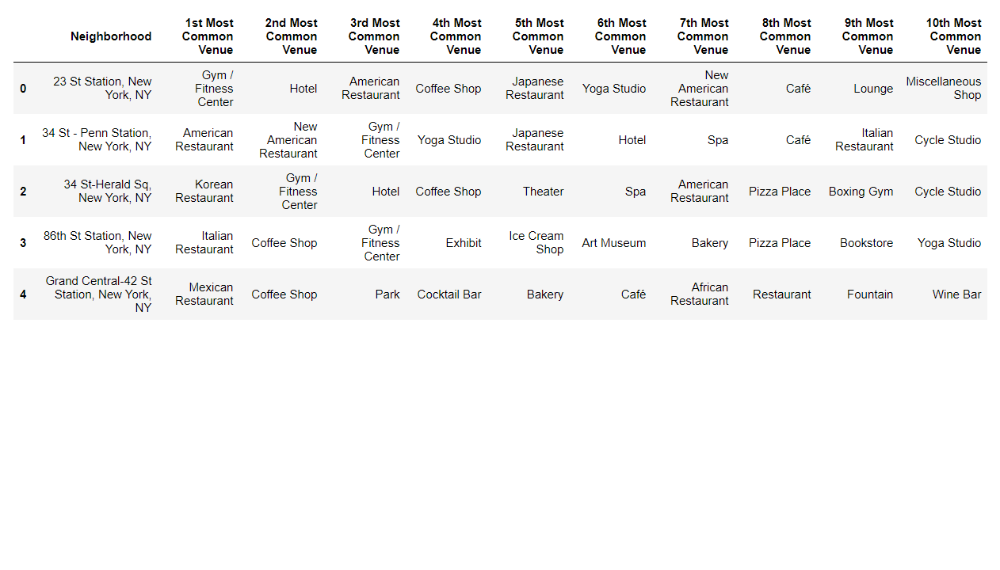 Neighborhood 1st Most Common Venue 2nd Most Common Venue 3rd Most Common Venue 4th Most Common Venue 5th Most Common Venue 6th Most Common Venue 7th Most Common Venue 8th Most Common Venue 9th Most Common Venue 10th Most Common Venue
0 23 St Station, New York, NY Gym / Fitness Center Hotel American Restaurant Coffee Shop Japanese Restaurant Yoga Studio New American Restaurant Café Lounge Miscellaneous Shop
1 34 St - Penn Station, New York, NY American Restaurant New American Restaurant Gym / Fitness Center Yoga Studio Japanese Restaurant Hotel Spa Café Italian Restaurant Cycle Studio
2 34 St-Herald Sq, New York, NY Korean Restaurant Gym / Fitness Center Hotel Coffee Shop Theater Spa American Restaurant Pizza Place Boxing Gym Cycle Studio
3 86th St Station, New York, NY Italian Restaurant Coffee Shop Gym / Fitness Center Exhibit Ice Cream Shop Art Museum Bakery Pizza Place Bookstore Yoga Studio
4 Grand Central-42 St Station, New York, NY Mexican Restaurant Coffee Shop Park Cocktail Bar Bakery Café African Restaurant Restaurant Fountain Wine Bar